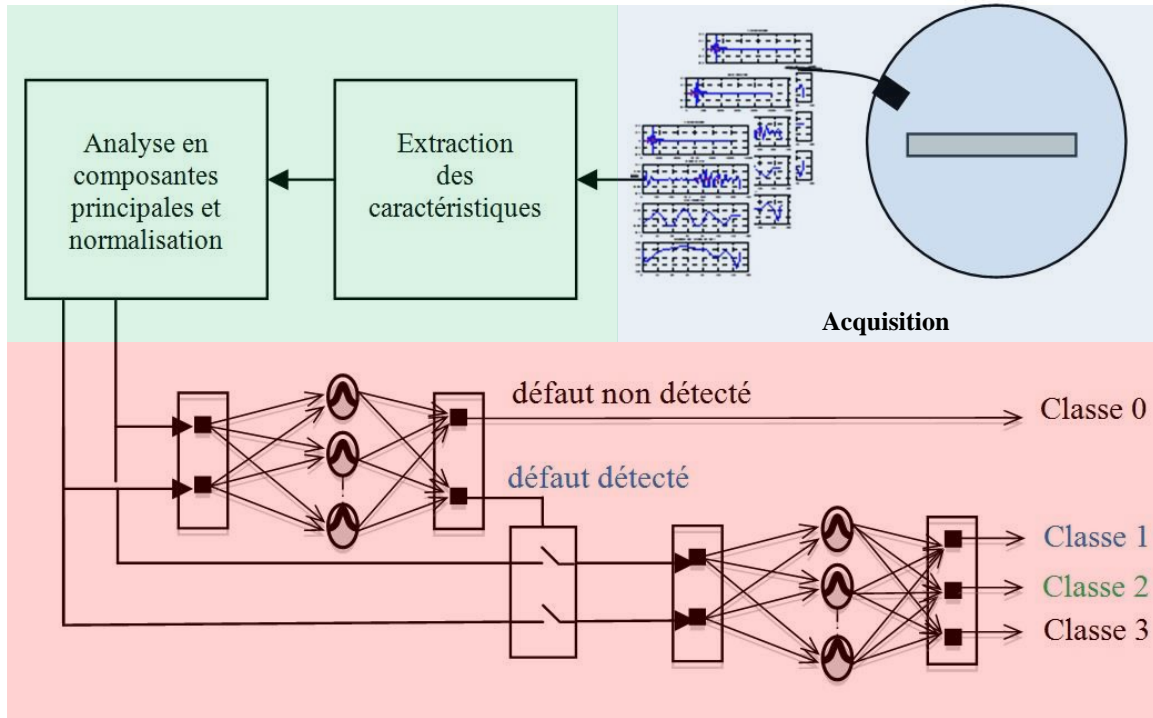 Analyse en
composantes
principales et
normalisation
Extraction
des
caractéristiques
Acquisition
défaut non détecté
Classe 0
défaut détecté
Classe 1
Classe 2
Classe 3